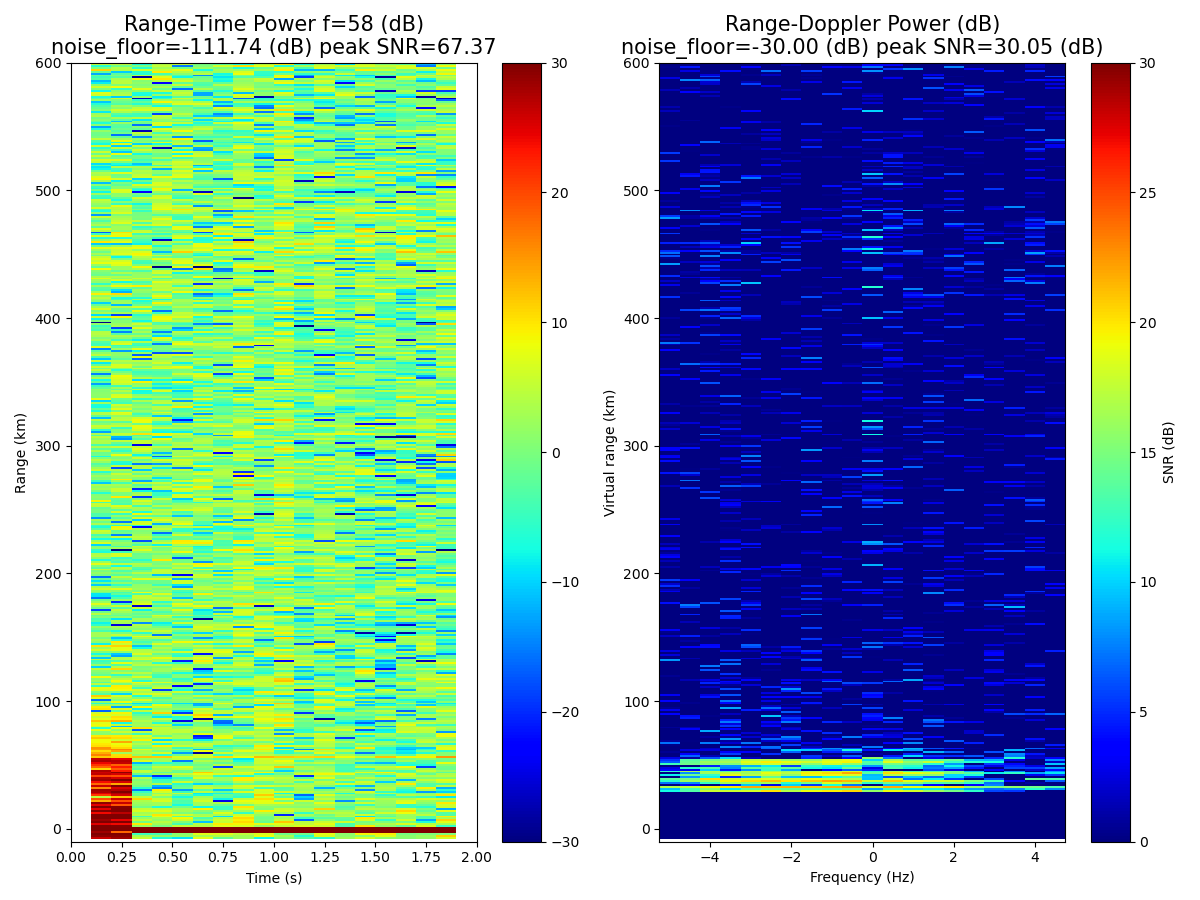 Range-Time Power f=58 (dB)
noise_floor=-111.74 (dB) peak SNR=67.37
Range (km)
600
500
400
300
200
100
0
0.00 0.25 0.50 0.75 1.00 1.25 1.50 1.75 2.00
Time (s)
30
20
10
0
−10
−20
−30
Range-Doppler Power (dB)
noise_floor=-30.00 (dB) peak SNR=30.05 (dB)
Virtual range (km)
600
500
400
300
200
100
0
−4 −2 0 2 4
Frequency (Hz)
30
25
20
15
10
5
0
SNR (dB)